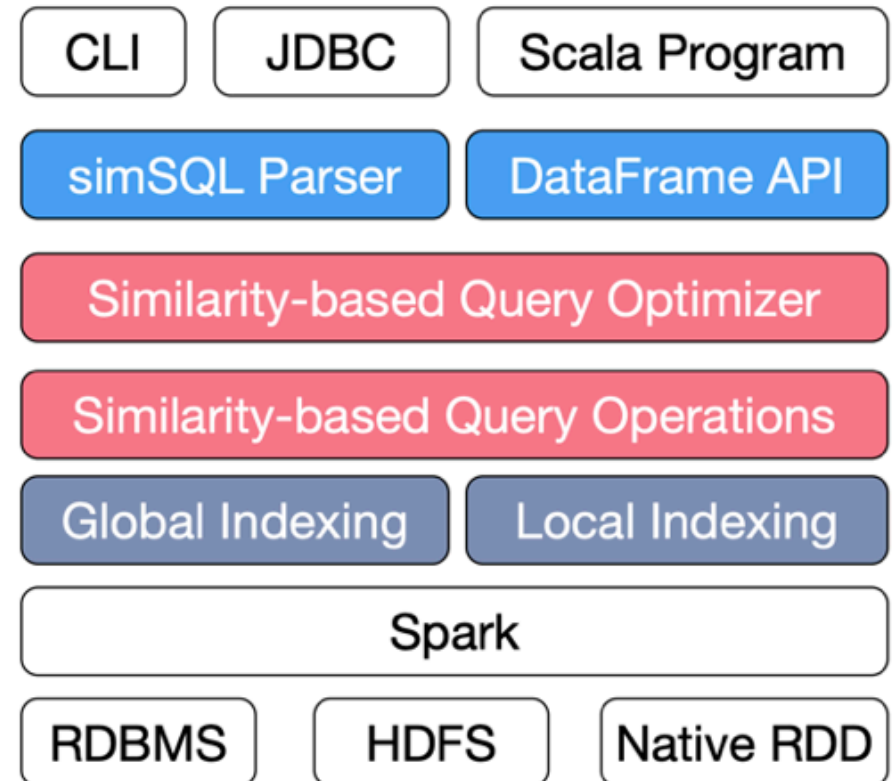 CLI JDBC Scala Program
simSQL Parser DataFrame API
Similarity-based Query Optimizer
Similarity-based Query Operations
Global Indexing Local Indexing
Spark
RDBMS HDFS Native RDD